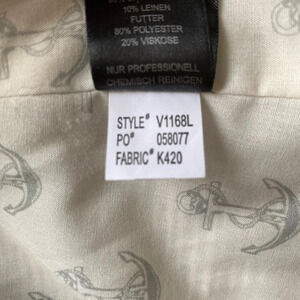 10% LEINEN
FUTTER
80% POLYESTER
20% VISKOSE
NUR PROFESSIONELL
CHEMISCH REINIGEN
STYLE# V1168L
PO# 058077
FABRIC# K420